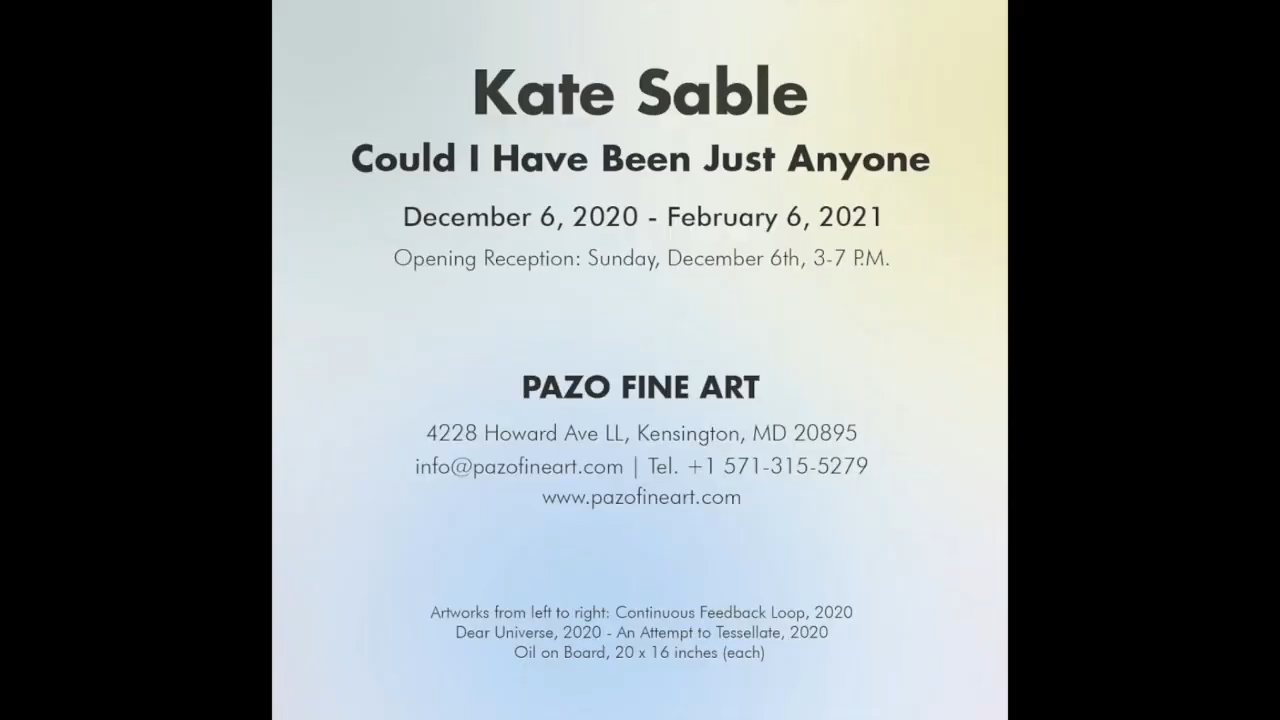 Kate Sable
Could I Have Been Just Anyone
December 6, 2020 - February 6, 2021
Opening Reception: Sunday, December 6th, 3-7 P.M.
PAZO FINE ART
4228 Howard Ave LL, Kensington, MD 20895
info@pazofineart.com | Tel. +1 571-315-5279
www.pazofineart.com
Artworks from left to right: Continuous Feedback Loop, 2020
Dear Universe, 2020 - An Attempt to Tessellate, 2020
Oil on Board, 20 x 16 inches (each)